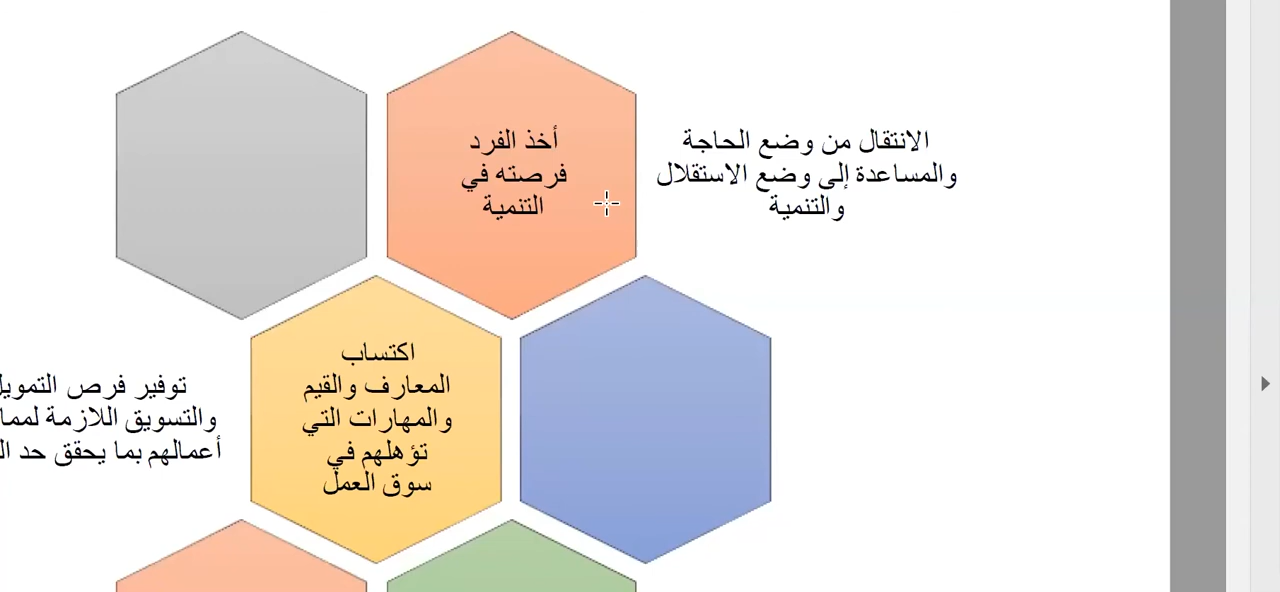 الانتقال من وضع الحاجة
والمساعدة إلى وضع الاستقلال
والتنمية
أخذ الفرد
فرصته في
التنمية
اكتساب
المعارف والقيم
والمهارات التي
تؤهلهم في
سوق العمل
توفير فرص
والتسويق اللازمة
أعمالهم بما يحقق حد